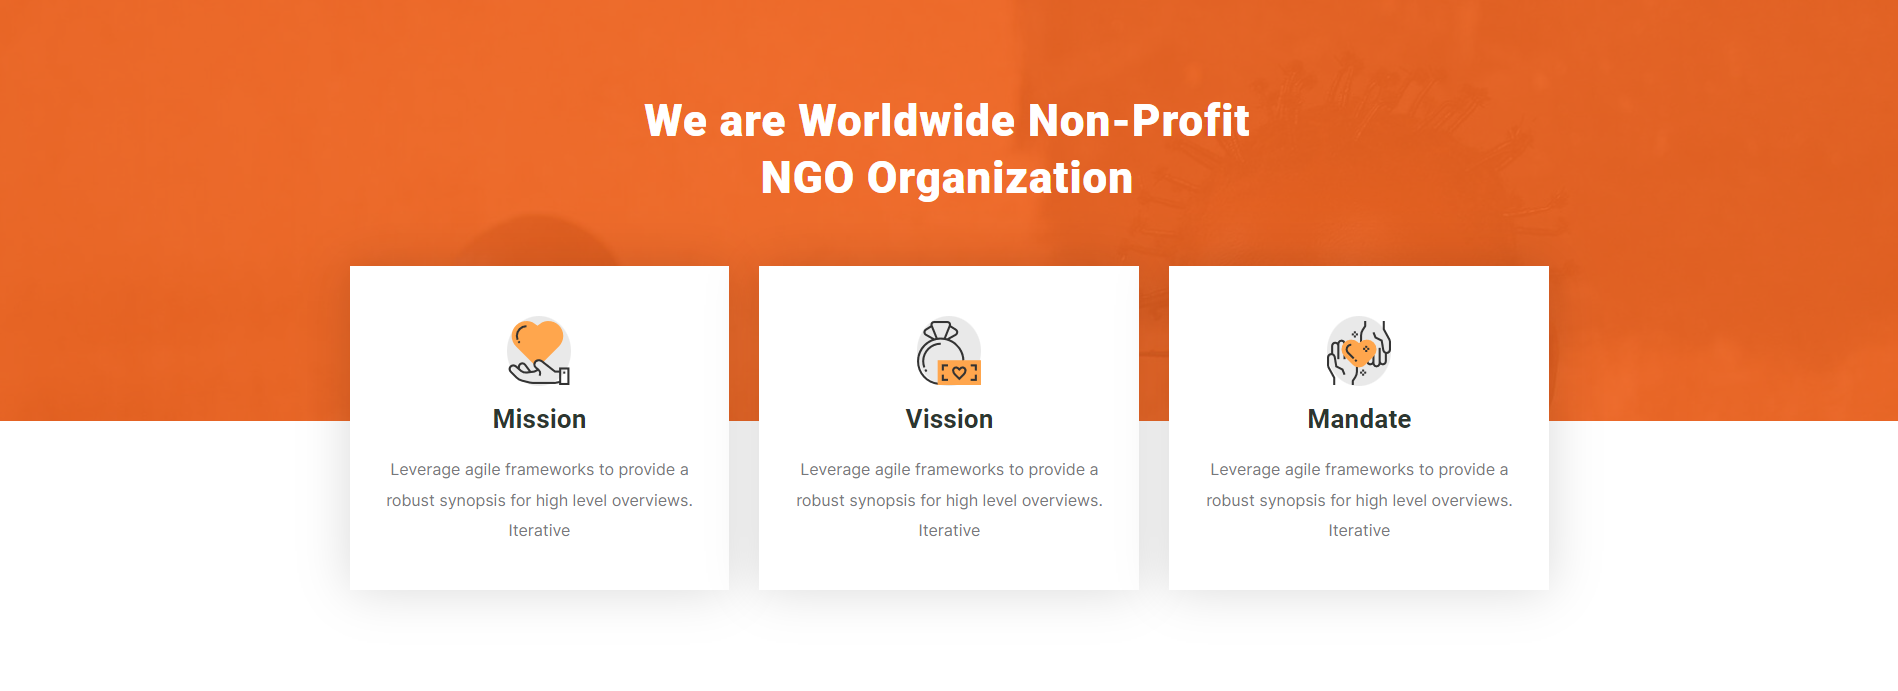 We are Worldwide Non-Profit
NGO Organization
Mission
Leverage agile frameworks to provide a
robust synopsis for high level overviews.
Iterative
Vission
Leverage agile frameworks to provide a
robust synopsis for high level overviews.
Iterative
Mandate
Leverage agile frameworks to provide a
robust synopsis for high level overviews.
Iterative